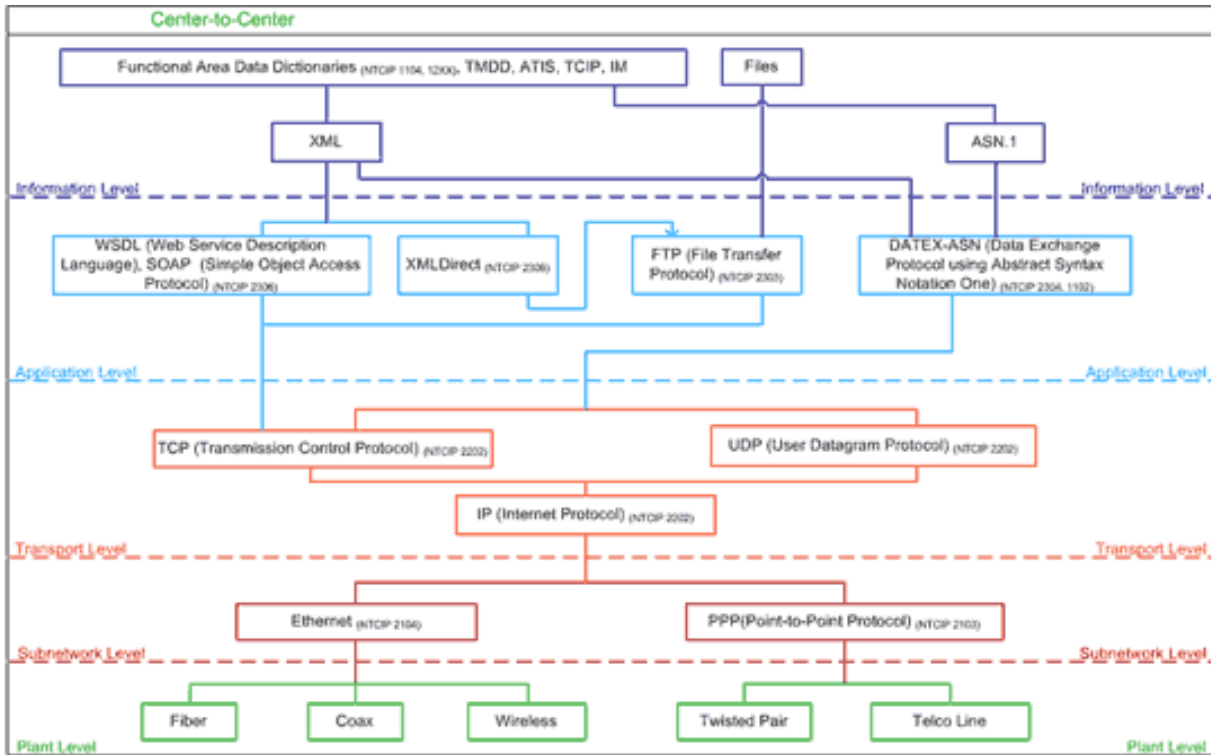 Center-to-Center
Functional Area Data Dictionaries (NTCIP 1104, 12XX), TMDD, ATIS, TCIP, IM
Files
XML
ASN.1
Information Level
Information Level
WSDL (Web Service Description
Language), SOAP (Simple Object Access
Protocol) (NTCIP 2306)
XMLDirect (NTCIP 2306)
FTP (File Transfer
Protocol) (NTCIP 2303)
DATEX-ASN (Data Exchange
Protocol using Abstract Syntax
Notation One) (NTCIP 2304, 1102)
Application Level
Application Level
TCP (Transmission Control Protocol) (NTCIP 2202)
UDP (User Datagram Protocol) (NTCIP 2202)
IP (Internet Protocol) (NTCIP 2202)
Transport Level
Transport Level
Ethernet (NTCIP 2104)
PPP(Point-to-Point Protocol) (NTCIP 2103)
Subnetwork Level
Subnetwork Level
Fiber
Coax
Wireless
Twisted Pair
Telco Line
Plant Level
Plant Level